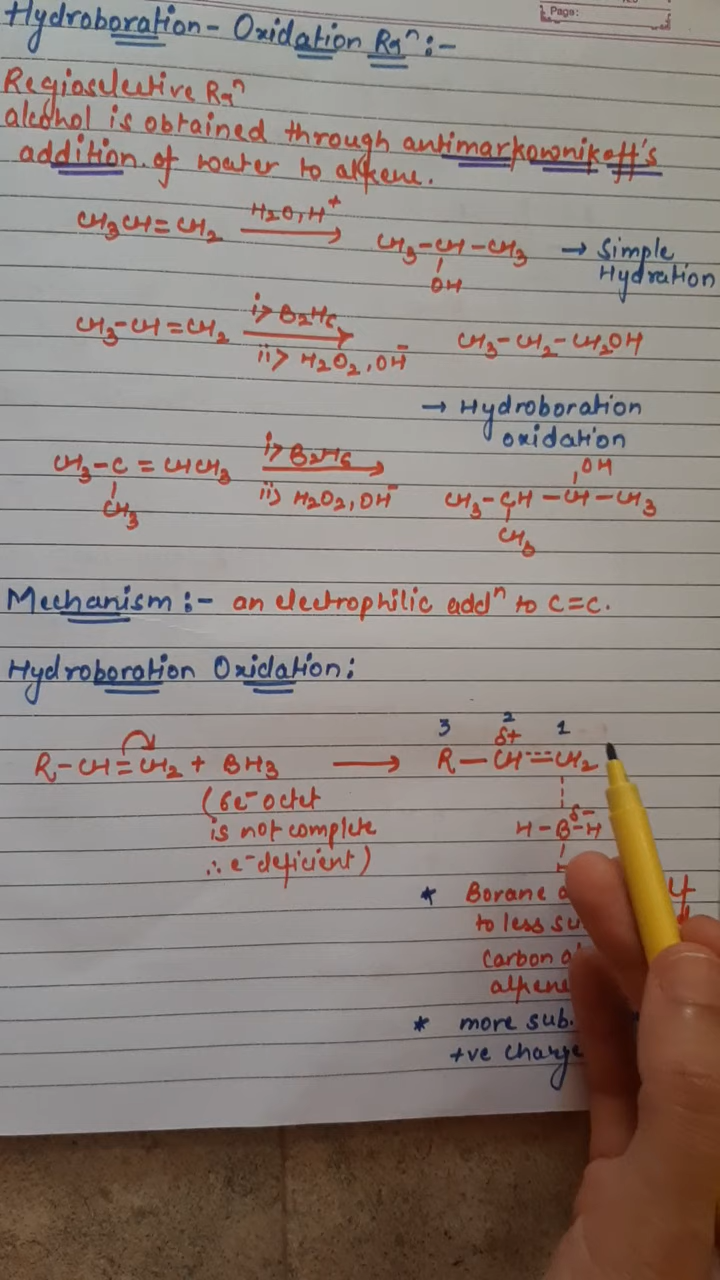 Page:
Hydroboration - Oxidation Rxⁿ :-
Regioselective Rxⁿ
alcohol is obtained through antimarkownikoff's
addition of water to alkene.
CH₃CH=CH₂ H₂O, H⁺ → CH₃-CH-CH₃ → Simple
OH Hydration
CH₃-CH=CH₂ i> B₂H₆ ii> H₂O₂, OH⁻ → CH₃-CH₂-CH₂OH
→ Hydroboration
oxidation
CH₃-C=CHCH₃ i> B₂H₆ ii> H₂O₂, OH⁻ → CH₃-CH-CH-CH₃
OH
CH₃ CH₃
Mechanism :- an electrophilic addⁿ to C=C.
Hydroboration Oxidation :
3 2 1
δ+
R-CH=CH₂ + BH₃ → R-CH=CH₂
(6e⁻ octet δ-
is not complete H-B-H
∴ e⁻ deficient)
* Borane
to less
carbon
alkene
* more sub.
+ve charge